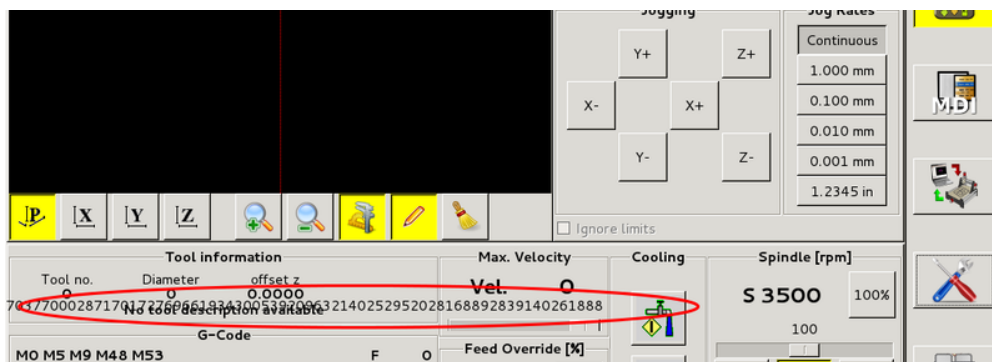 Jogging
Jog Rates
Continuous
Y+
Z+
1.000 mm
X-
X+
0.100 mm
MDI
0.010 mm
Y-
Z-
0.001 mm
1.2345 in
P
X
Y
Z
Ignore limits
Tool information
Max. Velocity
Cooling
Spindle [rpm]
Tool no.
Diameter
offset z
0
0
0.0000
Vel.
0
S 3500
100%
No tool description available
100
G-Code
M0 M5 M9 M48 M53
F
0
Feed Override [%]